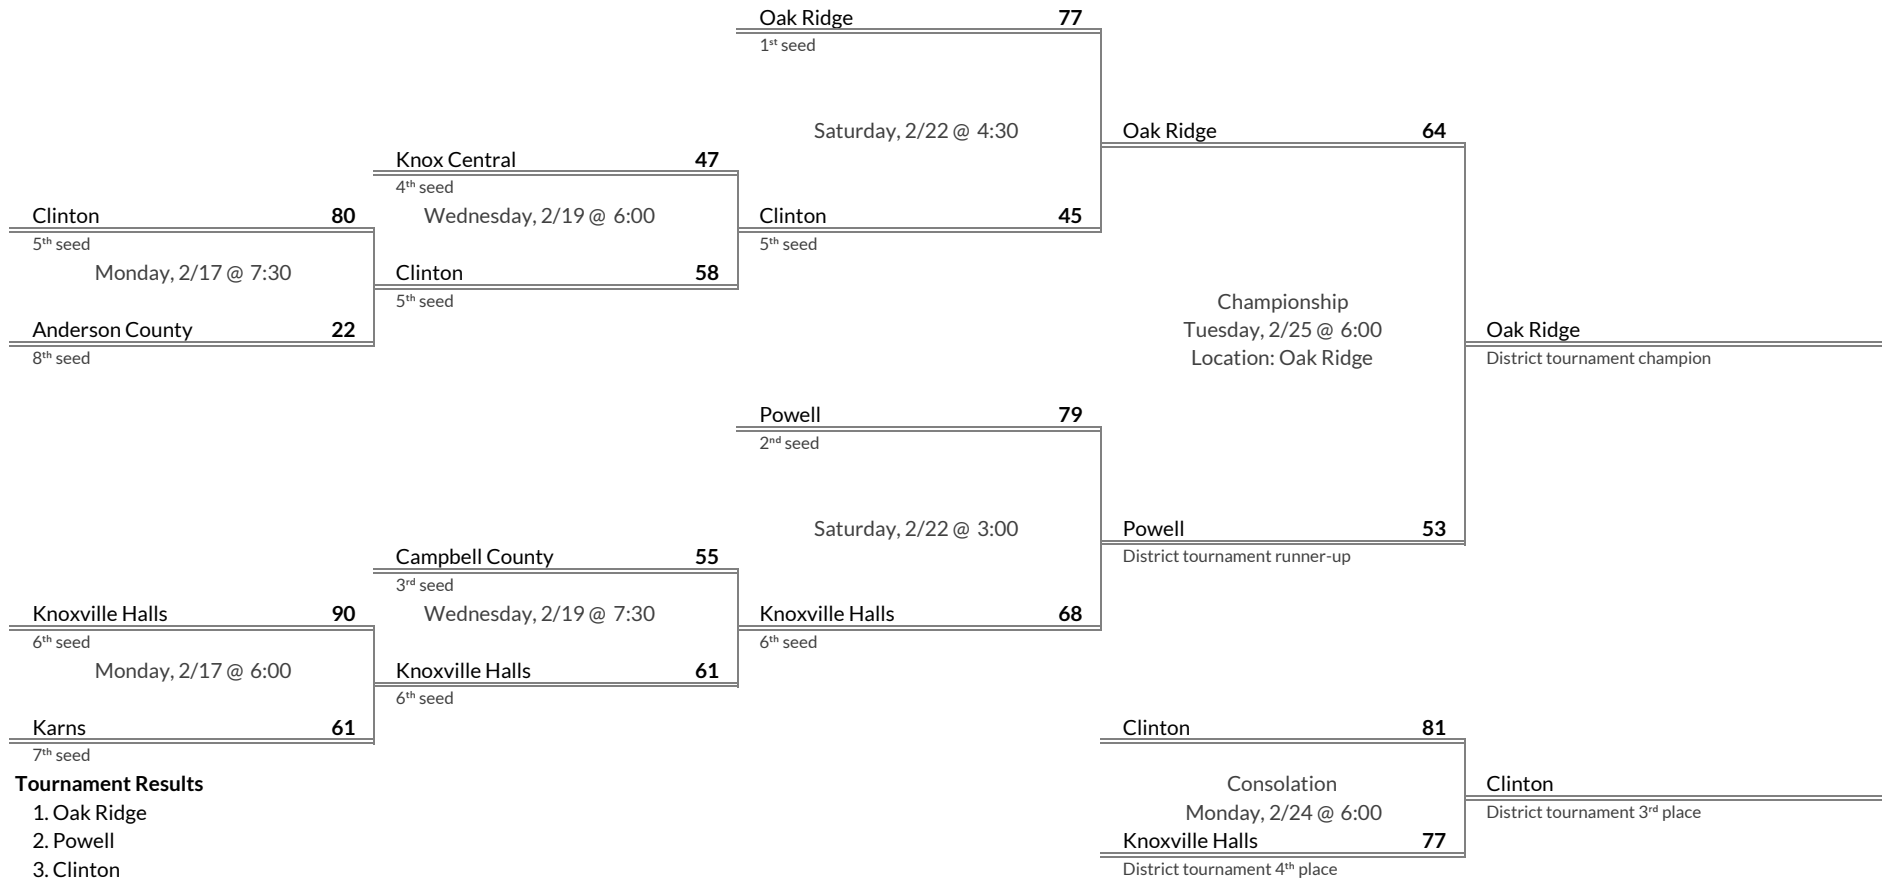 Oak Ridge 77
1st seed
Saturday, 2/22 @ 4:30
Oak Ridge 64
Knox Central 47
4th seed
Clinton 80
Wednesday, 2/19 @ 6:00
Clinton 45
5th seed
5th seed
Monday, 2/17 @ 7:30
Clinton 58
5th seed
Championship
Anderson County 22
Tuesday, 2/25 @ 6:00
Oak Ridge
8th seed
Location: Oak Ridge
District tournament champion
Powell 79
2nd seed
Saturday, 2/22 @ 3:00
Powell 53
Campbell County 55
District tournament runner-up
3rd seed
Knoxville Halls 90
Wednesday, 2/19 @ 7:30
Knoxville Halls 68
6th seed
6th seed
Monday, 2/17 @ 6:00
Knoxville Halls 61
6th seed
Karns 61
Clinton 81
7th seed
Tournament Results
Consolation
Clinton
1. Oak Ridge
Monday, 2/24 @ 6:00
District tournament 3rd place
2. Powell
Knoxville Halls 77
3. Clinton
District tournament 4th place